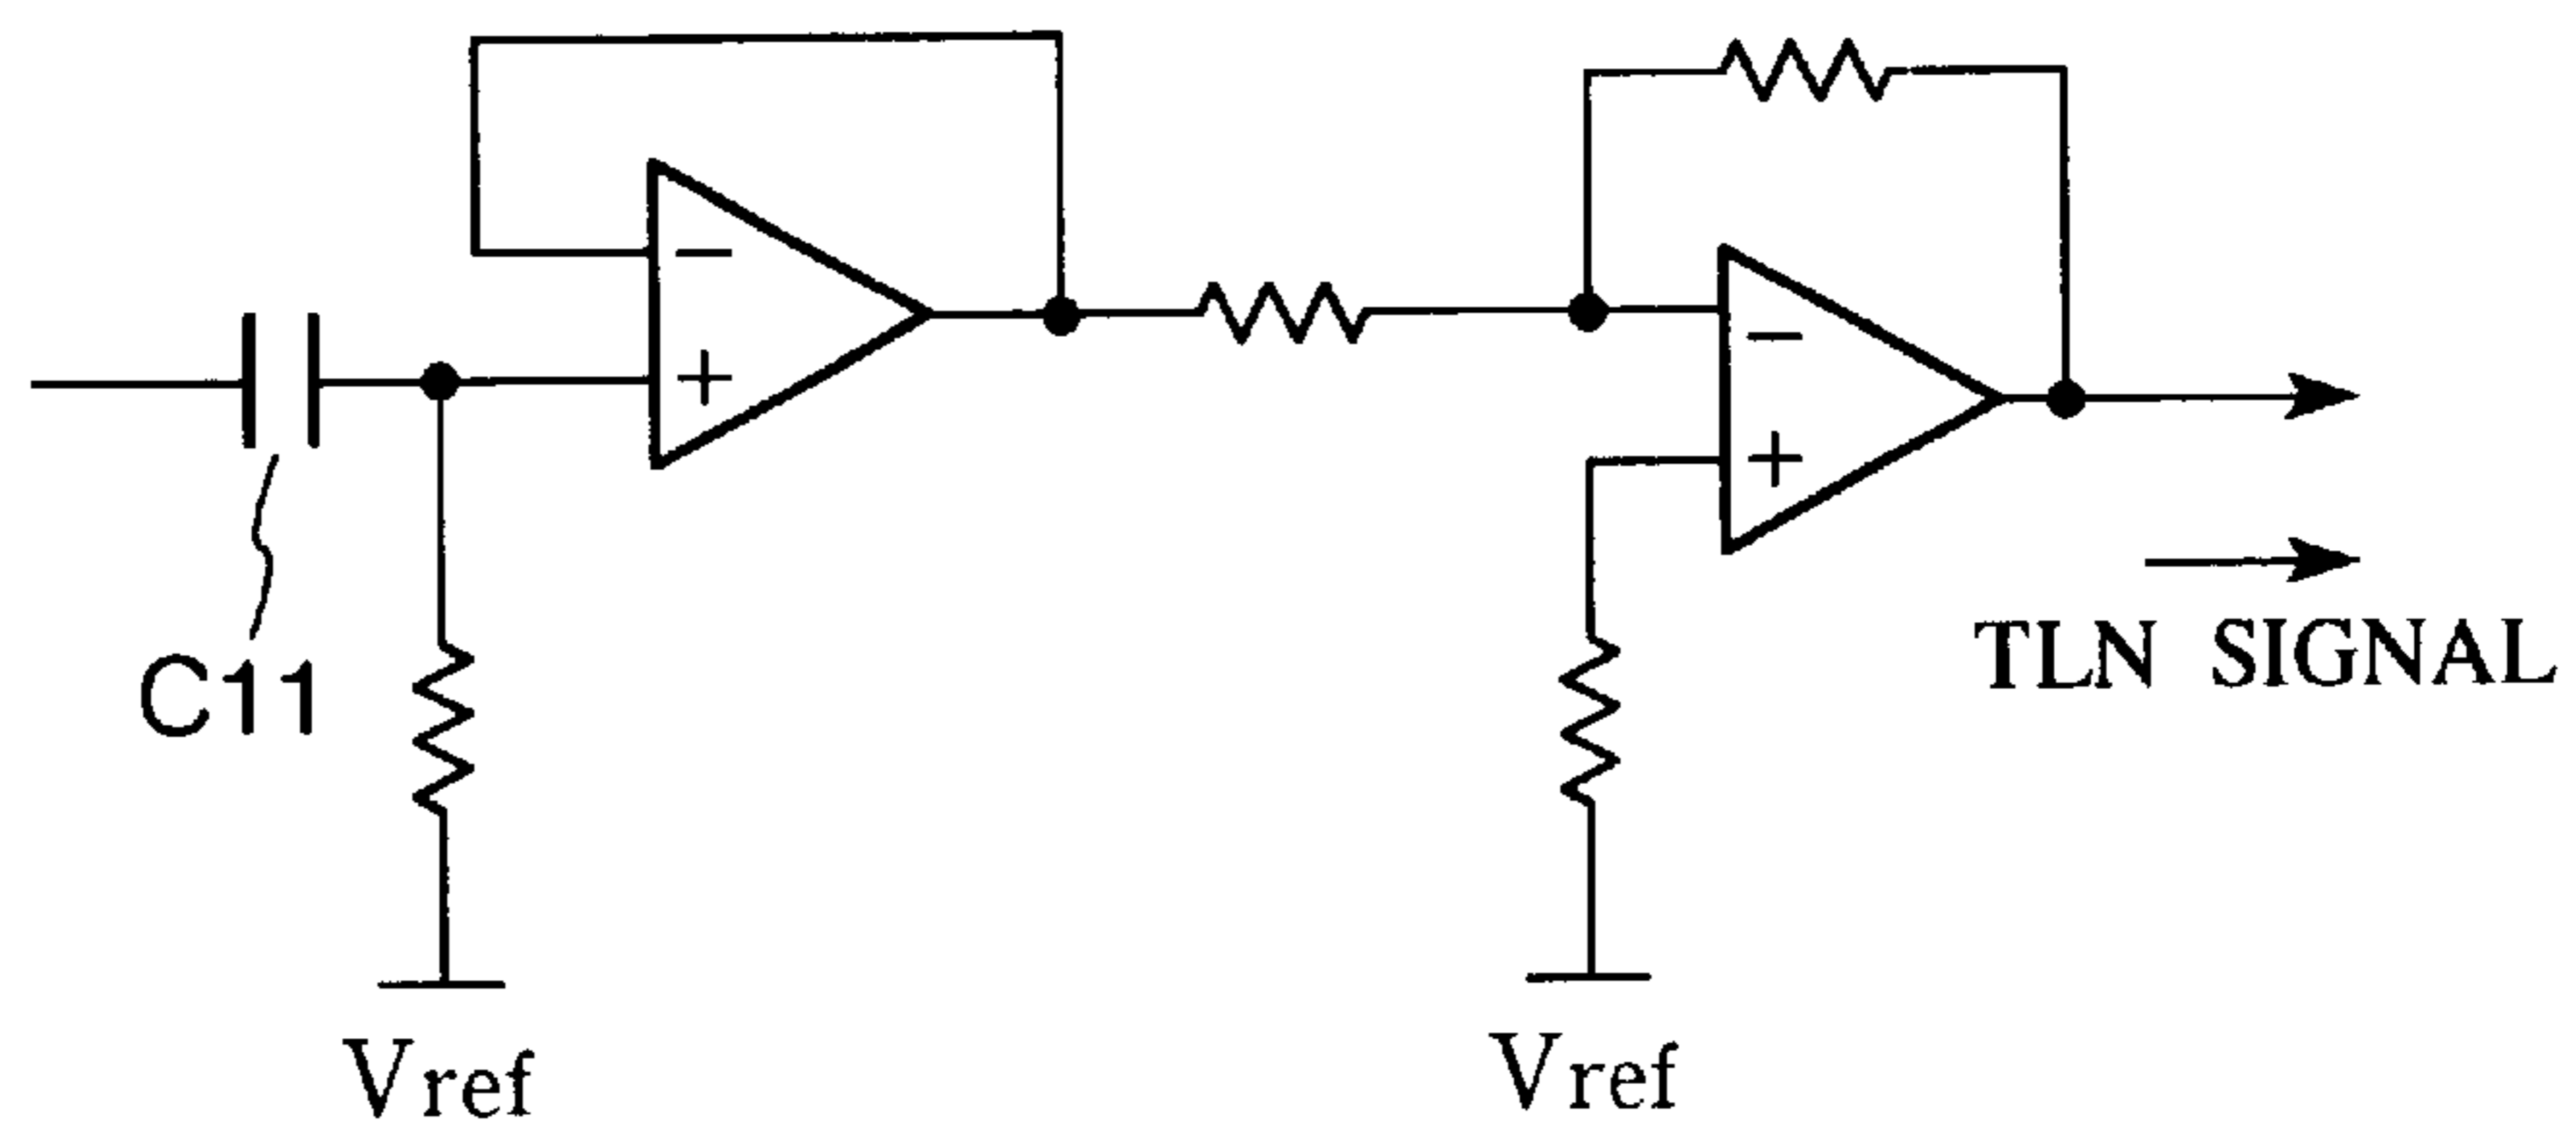 −
+
−
+
C11
TLN SIGNAL
Vref
Vref